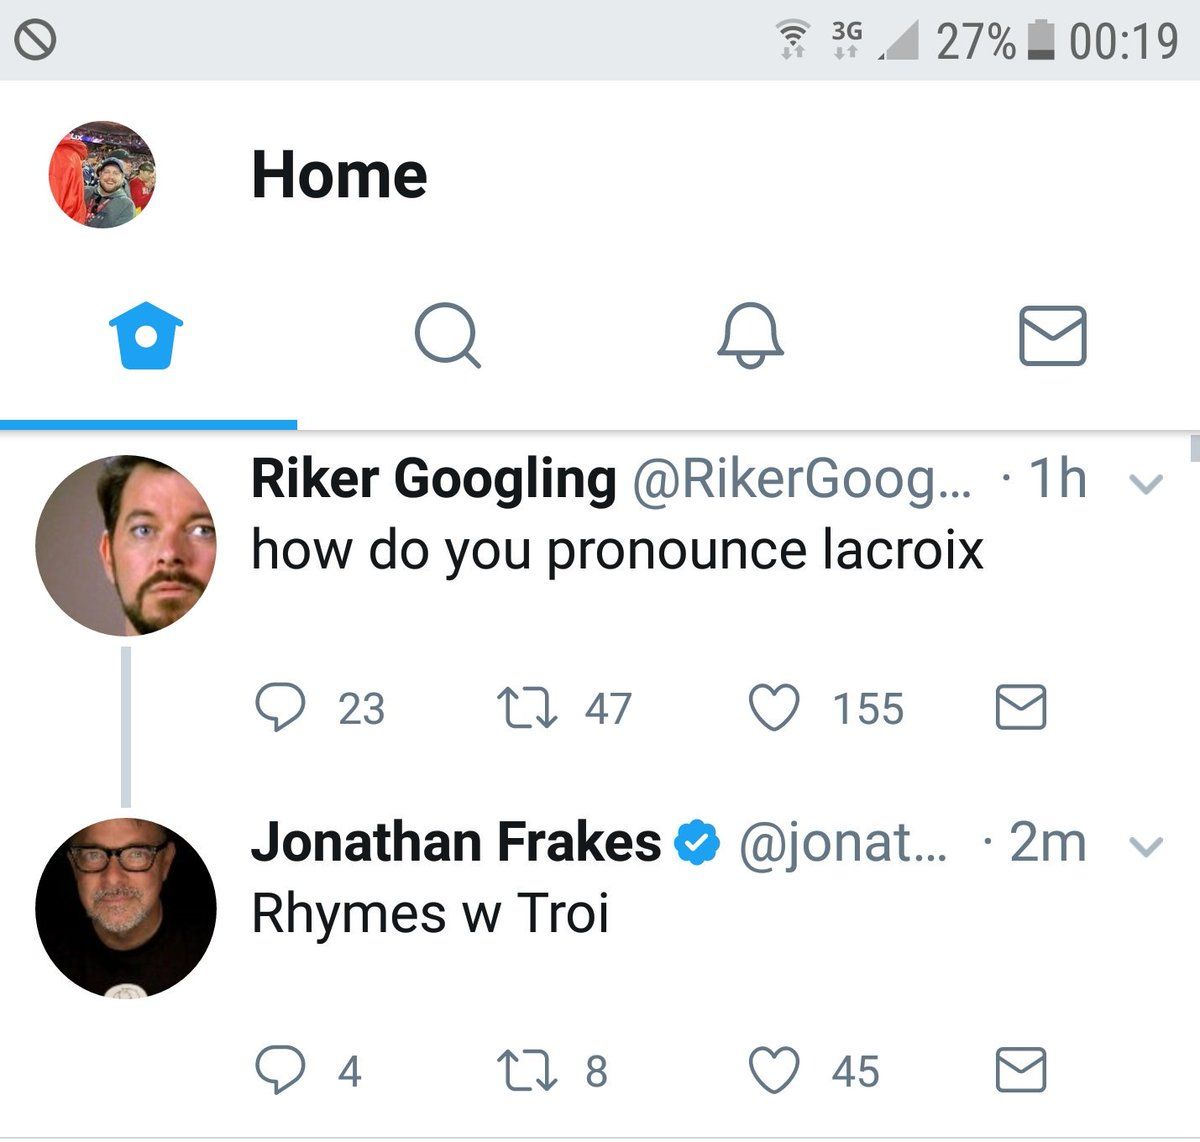 3G 27% 00:19
Home
Riker Googling @RikerGoog... · 1h
how do you pronounce lacroix
23 47 155
Jonathan Frakes @jonat... · 2m
Rhymes w Troi
4 8 45